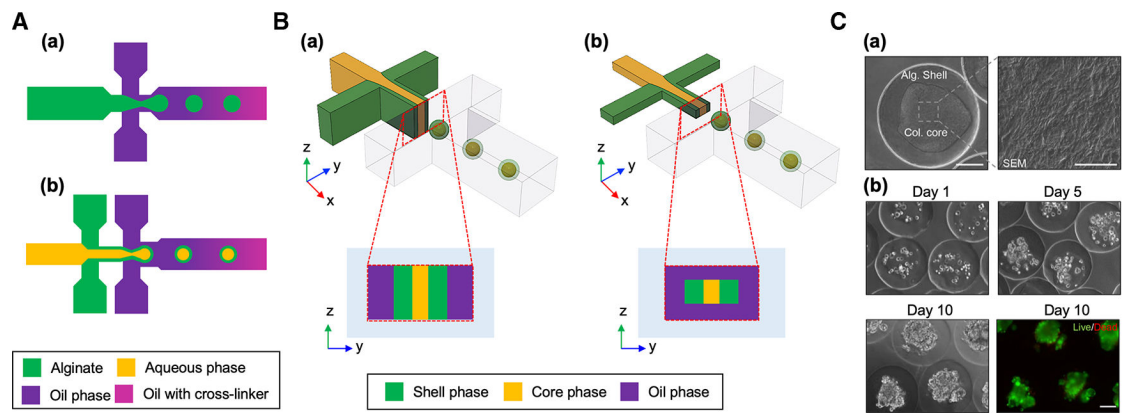 A
(a)
(b)
Alginate
Aqueous phase
Oil phase
Oil with cross-linker
B
(a)
(b)
z
y
x
z
y
x
z
y
z
y
Shell phase
Core phase
Oil phase
C
(a)
Alg. Shell
Col. core
SEM
(b)
Day 1
Day 5
Day 10
Day 10
Live/Dead